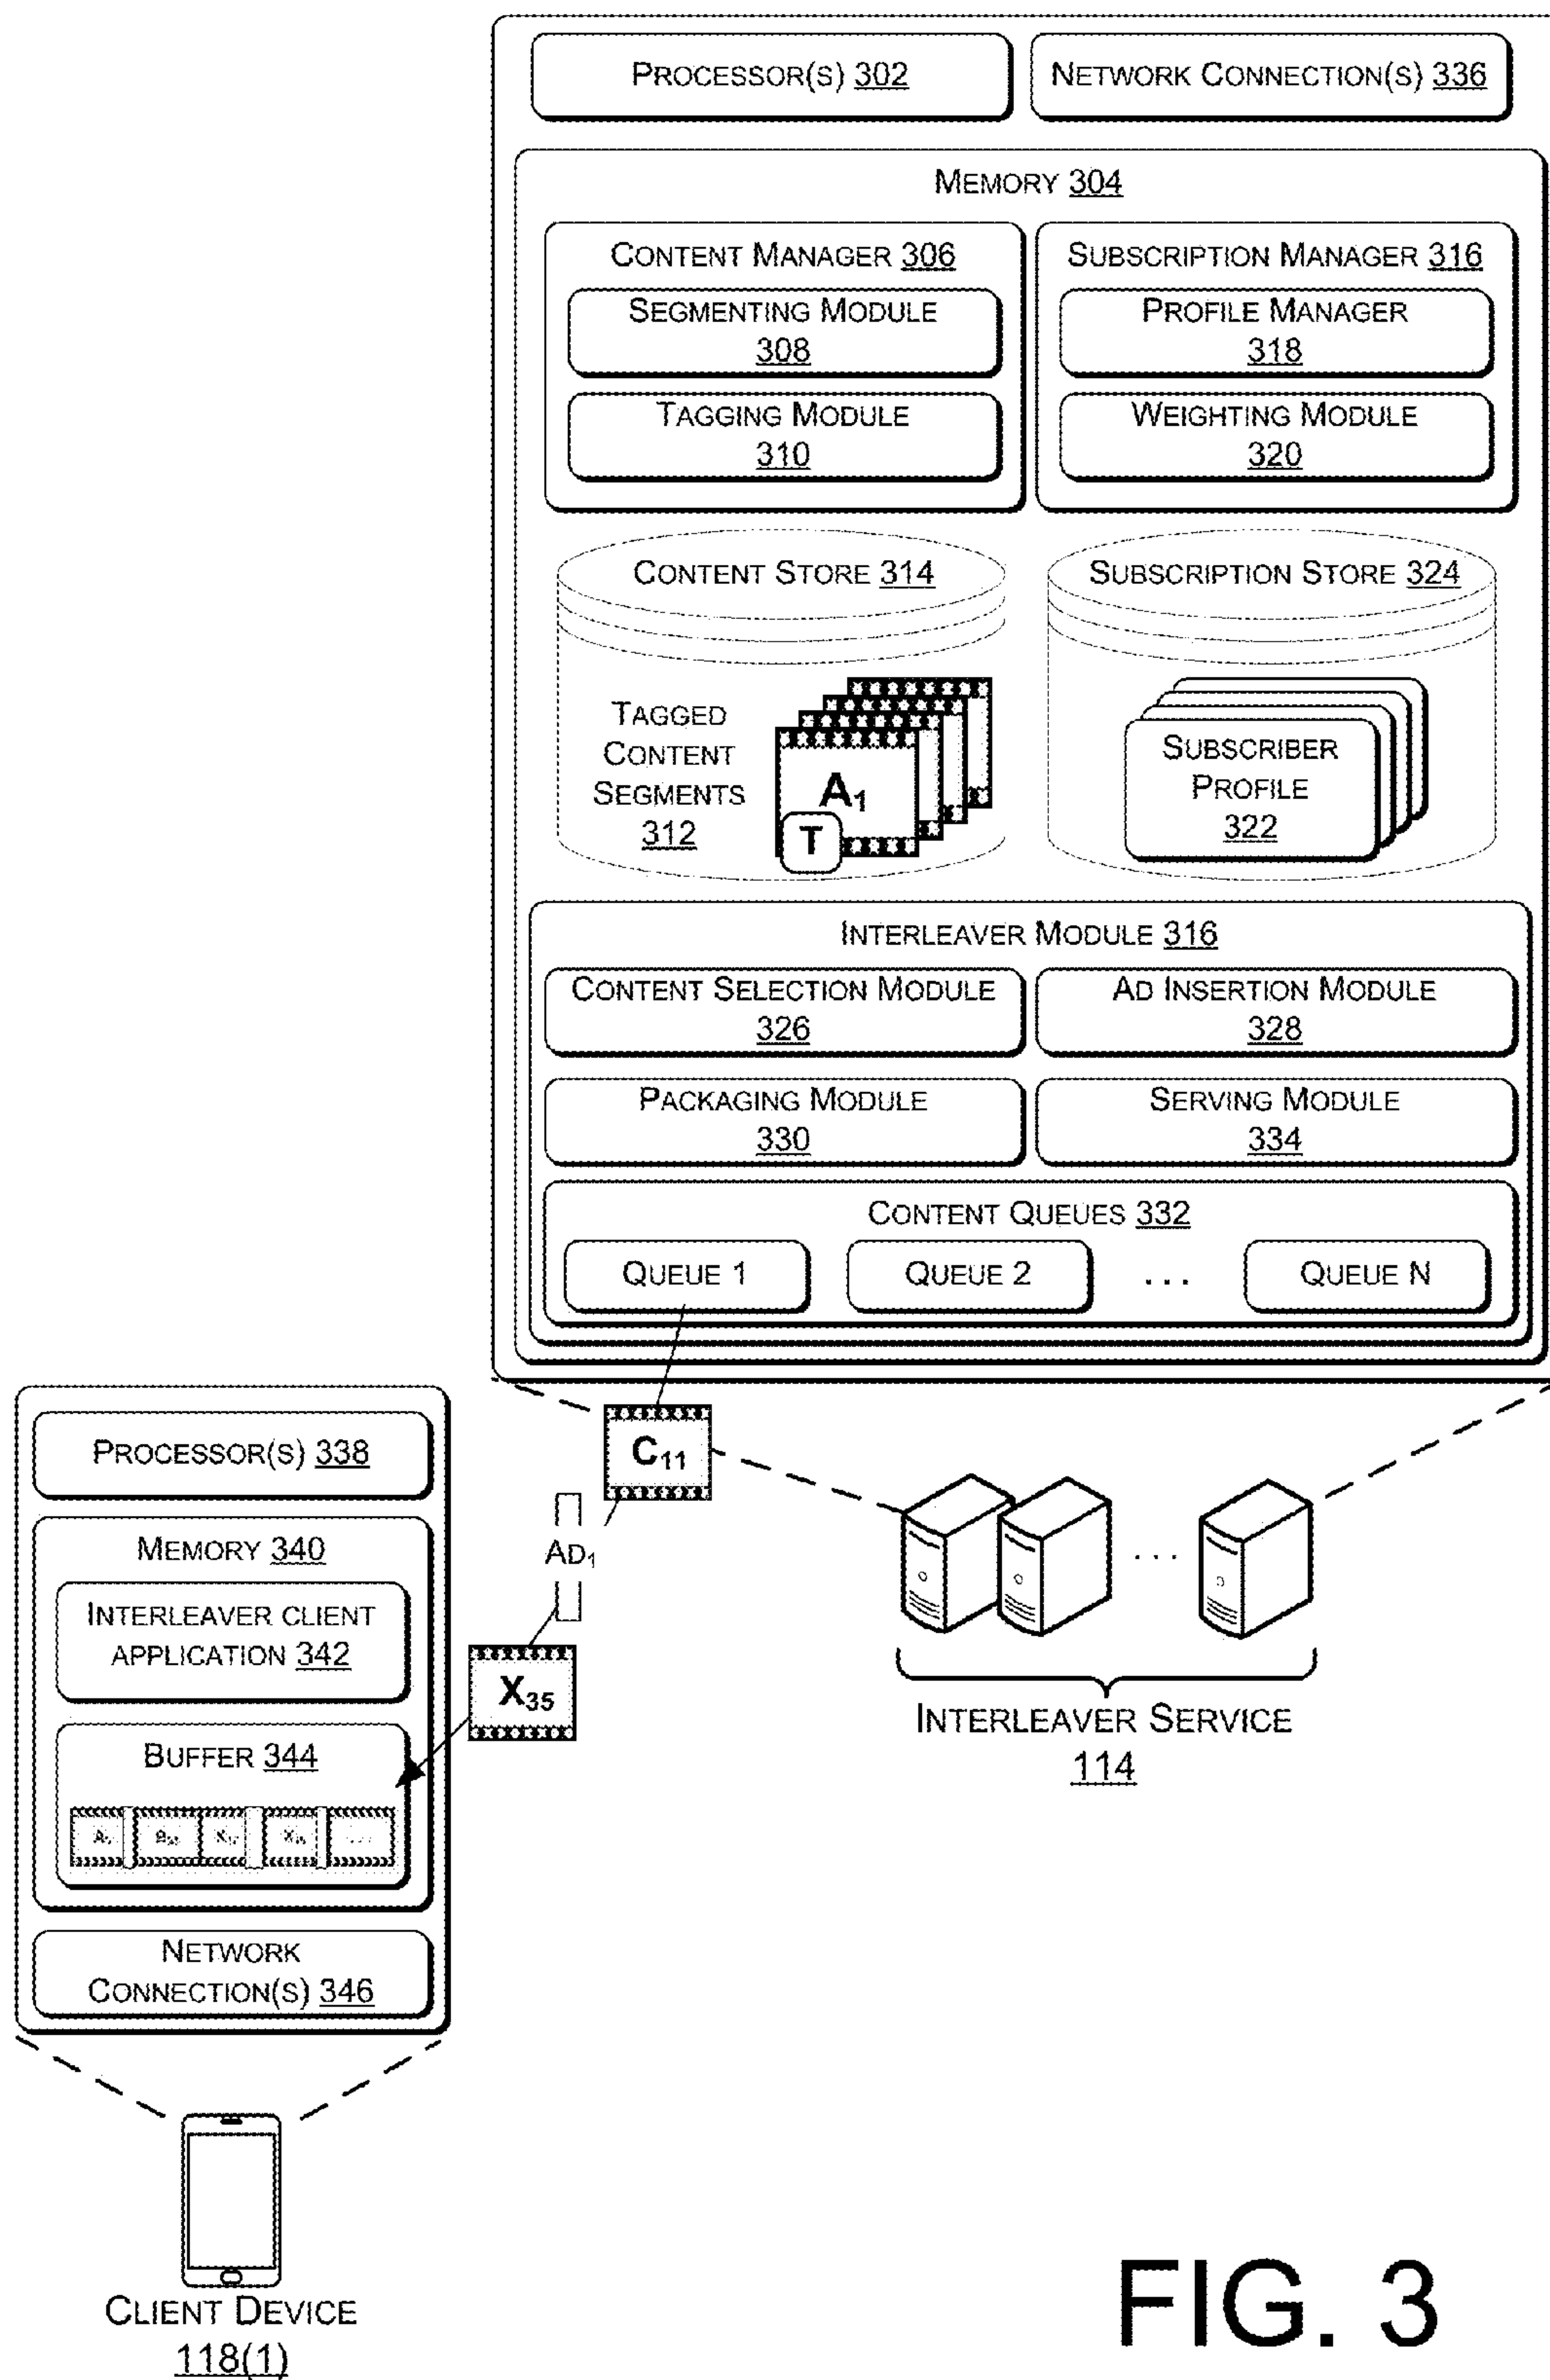 PROCESSOR(S) 302
NETWORK CONNECTION(S) 336
MEMORY 304
CONTENT MANAGER 306
SEGMENTING MODULE
308
TAGGING MODULE
310
SUBSCRIPTION MANAGER 316
PROFILE MANAGER
318
WEIGHTING MODULE
320
CONTENT STORE 314
TAGGED
CONTENT
SEGMENTS
312
A1
T
SUBSCRIPTION STORE 324
SUBSCRIBER
PROFILE
322
INTERLEAVER MODULE 316
CONTENT SELECTION MODULE
326
AD INSERTION MODULE
328
PACKAGING MODULE
330
SERVING MODULE
334
CONTENT QUEUES 332
QUEUE 1
QUEUE 2
...
QUEUE N
C11
AD1
X35
...
INTERLEAVER SERVICE
114
PROCESSOR(S) 338
MEMORY 340
INTERLEAVER CLIENT
APPLICATION 342
BUFFER 344
NETWORK
CONNECTION(S) 346
CLIENT DEVICE
118(1)
FIG. 3